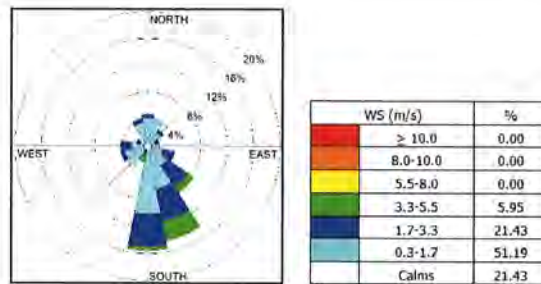 NORTH
20%
16%
12%
8%
4%
WEST
EAST
SOUTH
WS (m/s) %
≥ 10.0 0.00
8.0-10.0 0.00
5.5-8.0 0.00
3.3-5.5 5.95
1.7-3.3 21.43
0.3-1.7 51.19
Calms 21.43